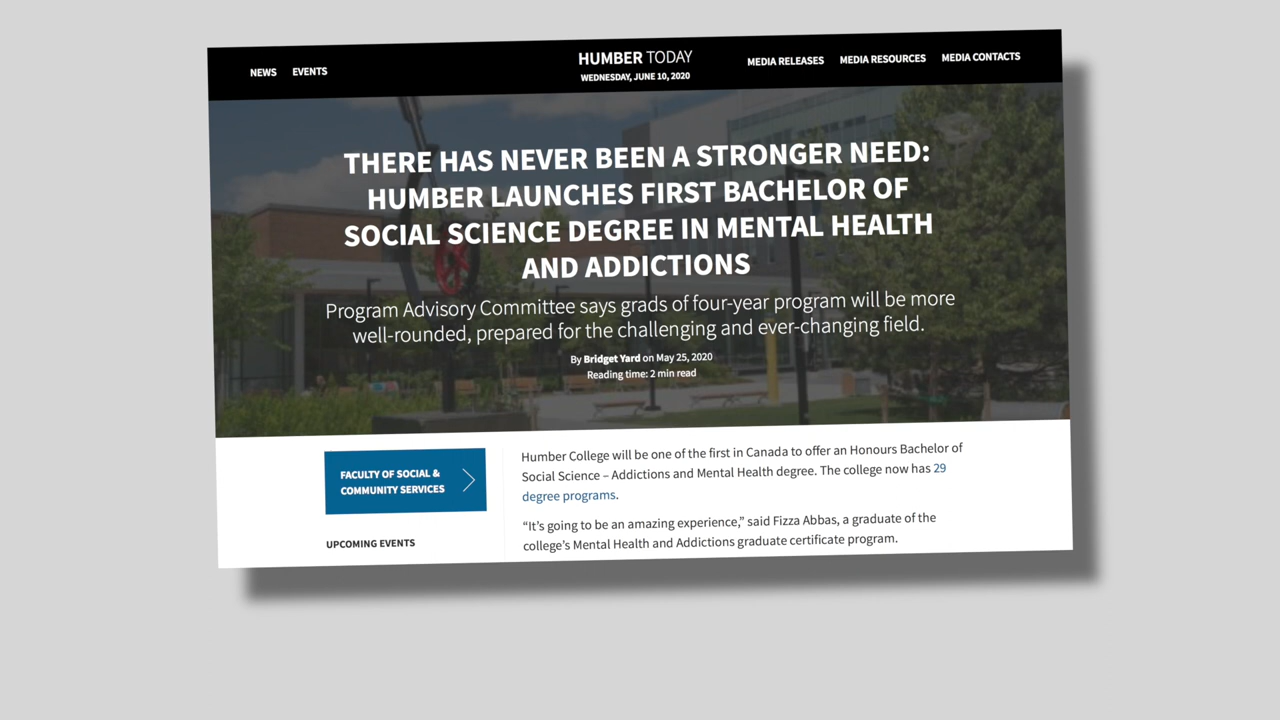 NEWS EVENTS
HUMBER TODAY
WEDNESDAY, JUNE 10, 2020
MEDIA RELEASES MEDIA RESOURCES MEDIA CONTACTS
THERE HAS NEVER BEEN A STRONGER NEED:
HUMBER LAUNCHES FIRST BACHELOR OF
SOCIAL SCIENCE DEGREE IN MENTAL HEALTH
AND ADDICTIONS
Program Advisory Committee says grads of four-year program will be more
well-rounded, prepared for the challenging and ever-changing field.
By Bridget Yard on May 25, 2020
Reading time: 2 min read
FACULTY OF SOCIAL &
COMMUNITY SERVICES
UPCOMING EVENTS
Humber College will be one of the first in Canada to offer an Honours Bachelor of
Social Science – Addictions and Mental Health degree. The college now has 29
degree programs.
“It’s going to be an amazing experience,” said Fizza Abbas, a graduate of the
college’s Mental Health and Addictions graduate certificate program.